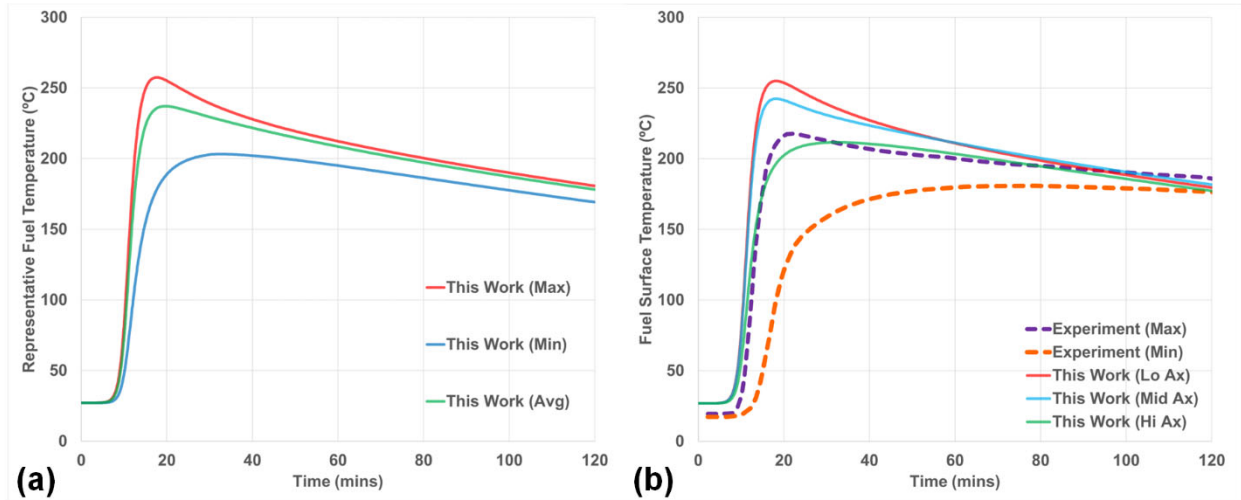 300
250
200
150
100
50
0
Representative Fuel Temperature (°C)
This Work (Max)
This Work (Min)
This Work (Avg)
0 20 40 60 80 100 120
Time (mins)
(a)
300
250
200
150
100
50
0
Fuel Surface Temperature (°C)
Experiment (Max)
Experiment (Min)
This Work (Lo Ax)
This Work (Mid Ax)
This Work (Hi Ax)
0 20 40 60 80 100 120
Time (mins)
(b)